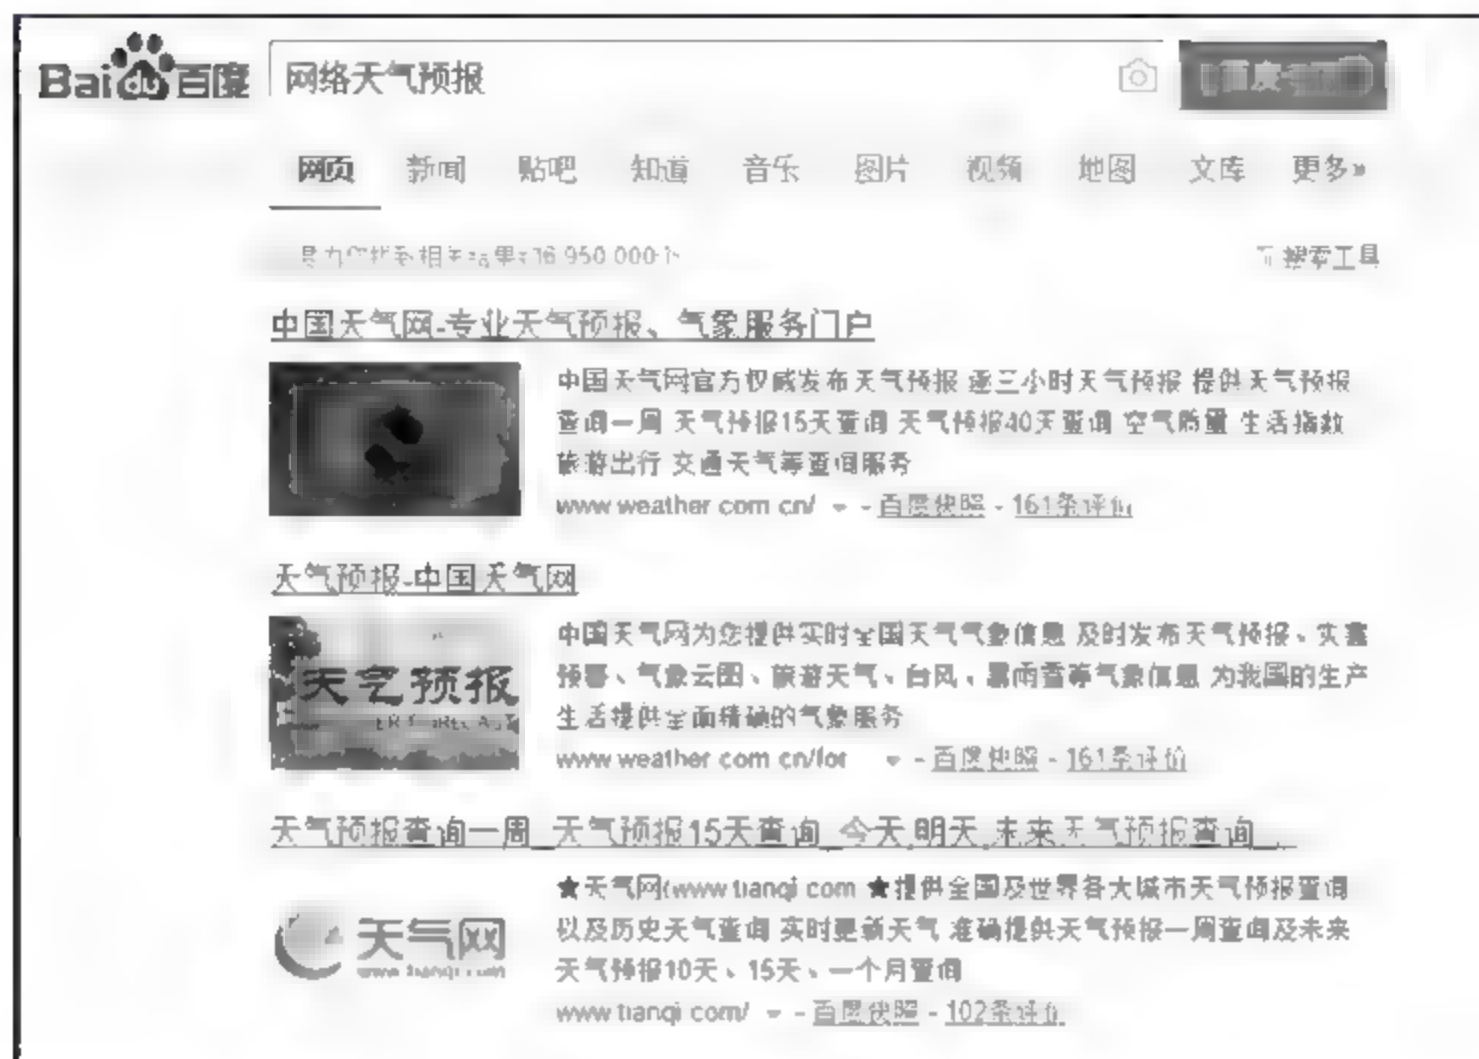 Baidu百度 网络天气预报
网页 新闻 贴吧 知道 音乐 图片 视频 地图 文库 更多»
搜索工具
中国天气网-专业天气预报、气象服务门户
中国天气网官方权威发布天气预报 逐三小时天气预报 提供天气预报
查询一周 天气预报15天查询 天气预报40天查询 空气质量 生活指数
旅游出行 交通天气等查询服务
www.weather.com.cn/ - 百度快照 - 161条评价
天气预报-中国天气网
天气预报
中国天气网为您提供实时全国天气气象信息 及时发布天气预报、灾害
预警、气象云图、旅游天气、台风、暴雨雪等气象信息 为我国的生产
生活提供全面精确的气象服务
www.weather.com.cn/for - 百度快照 - 161条评价
天气预报查询一周_天气预报15天查询_今天,明天,未来天气预报查询_
天气网
www.tianqi.com
★天气网(www.tianqi.com ★提供全国及世界各大城市天气预报查询
以及历史天气查询 实时更新天气 准确提供天气预报一周查询及未来
天气预报10天、15天、一个月查询
www.tianqi.com/ - 百度快照 - 102条评价